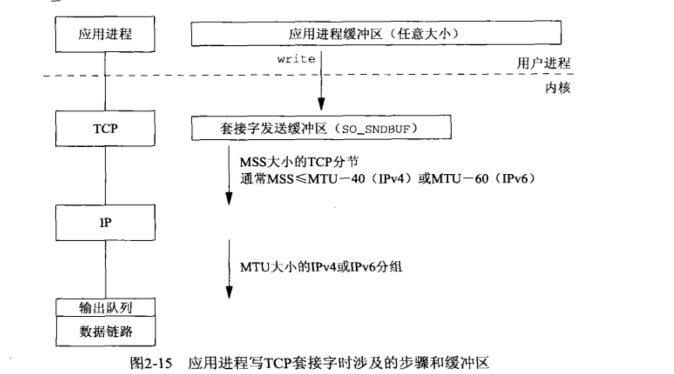 应用进程
应用进程缓冲区（任意大小）
write
用户进程
内核
TCP
套接字发送缓冲区（SO_SNDBUF）
MSS大小的TCP分节
通常MSS≤MTU－40（IPv4）或MTU－60（IPv6）
IP
MTU大小的IPv4或IPv6分组
输出队列
数据链路
图2-15 应用进程写TCP套接字时涉及的步骤和缓冲区